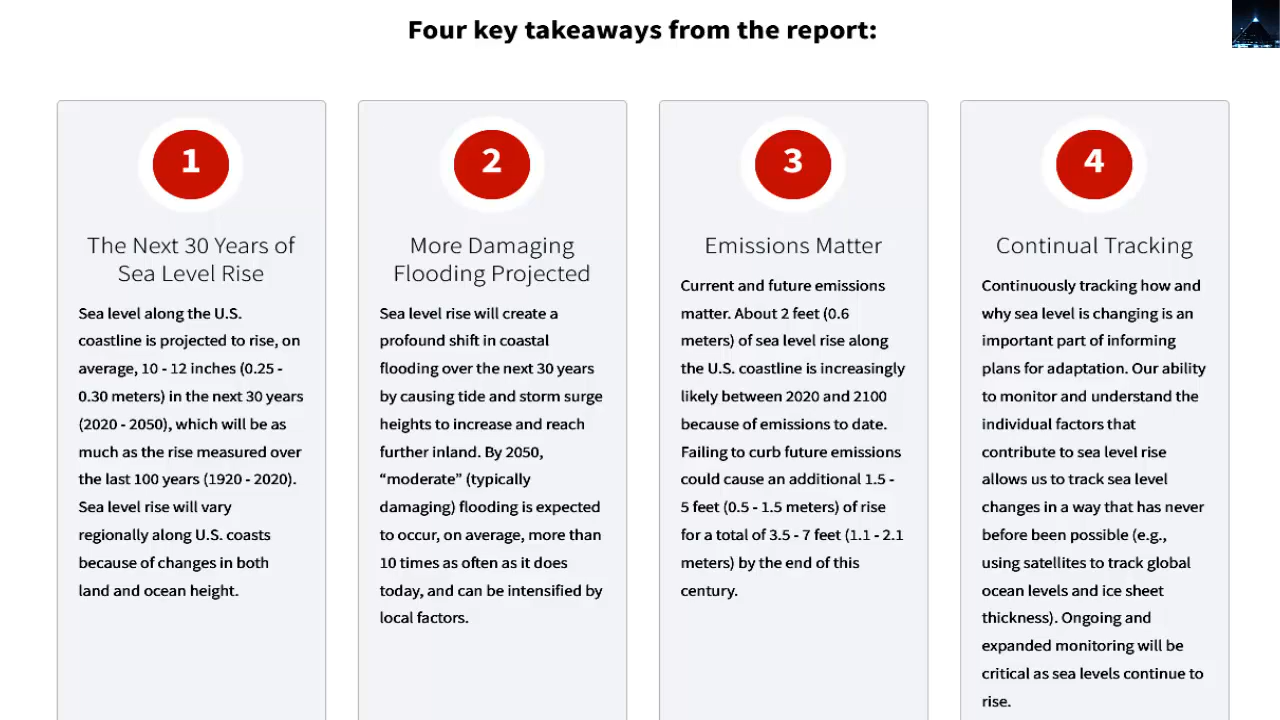 Four key takeaways from the report:
1
The Next 30 Years of
Sea Level Rise
Sea level along the U.S.
coastline is projected to rise, on
average, 10 - 12 inches (0.25 -
0.30 meters) in the next 30 years
(2020 - 2050), which will be as
much as the rise measured over
the last 100 years (1920 - 2020).
Sea level rise will vary
regionally along U.S. coasts
because of changes in both
land and ocean height.
2
More Damaging
Flooding Projected
Sea level rise will create a
profound shift in coastal
flooding over the next 30 years
by causing tide and storm surge
heights to increase and reach
further inland. By 2050,
“moderate” (typically
damaging) flooding is expected
to occur, on average, more than
10 times as often as it does
today, and can be intensified by
local factors.
3
Emissions Matter
Current and future emissions
matter. About 2 feet (0.6
meters) of sea level rise along
the U.S. coastline is increasingly
likely between 2020 and 2100
because of emissions to date.
Failing to curb future emissions
could cause an additional 1.5 -
5 feet (0.5 - 1.5 meters) of rise
for a total of 3.5 - 7 feet (1.1 - 2.1
meters) by the end of this
century.
4
Continual Tracking
Continuously tracking how and
why sea level is changing is an
important part of informing
plans for adaptation. Our ability
to monitor and understand the
individual factors that
contribute to sea level rise
allows us to track sea level
changes in a way that has never
before been possible (e.g.,
using satellites to track global
ocean levels and ice sheet
thickness). Ongoing and
expanded monitoring will be
critical as sea levels continue to
rise.